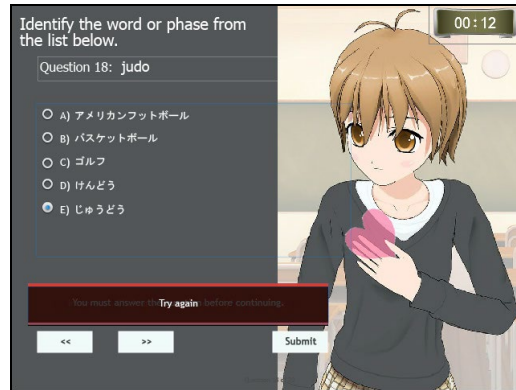 Identify the word or phase from
the list below.
00:12
Question 18: judo
A) アメリカンフットボール
B) バスケットボール
C) ゴルフ
D) けんどう
E) じゅうどう
You must answer the
Try again
before continuing.
<<
>>
Submit